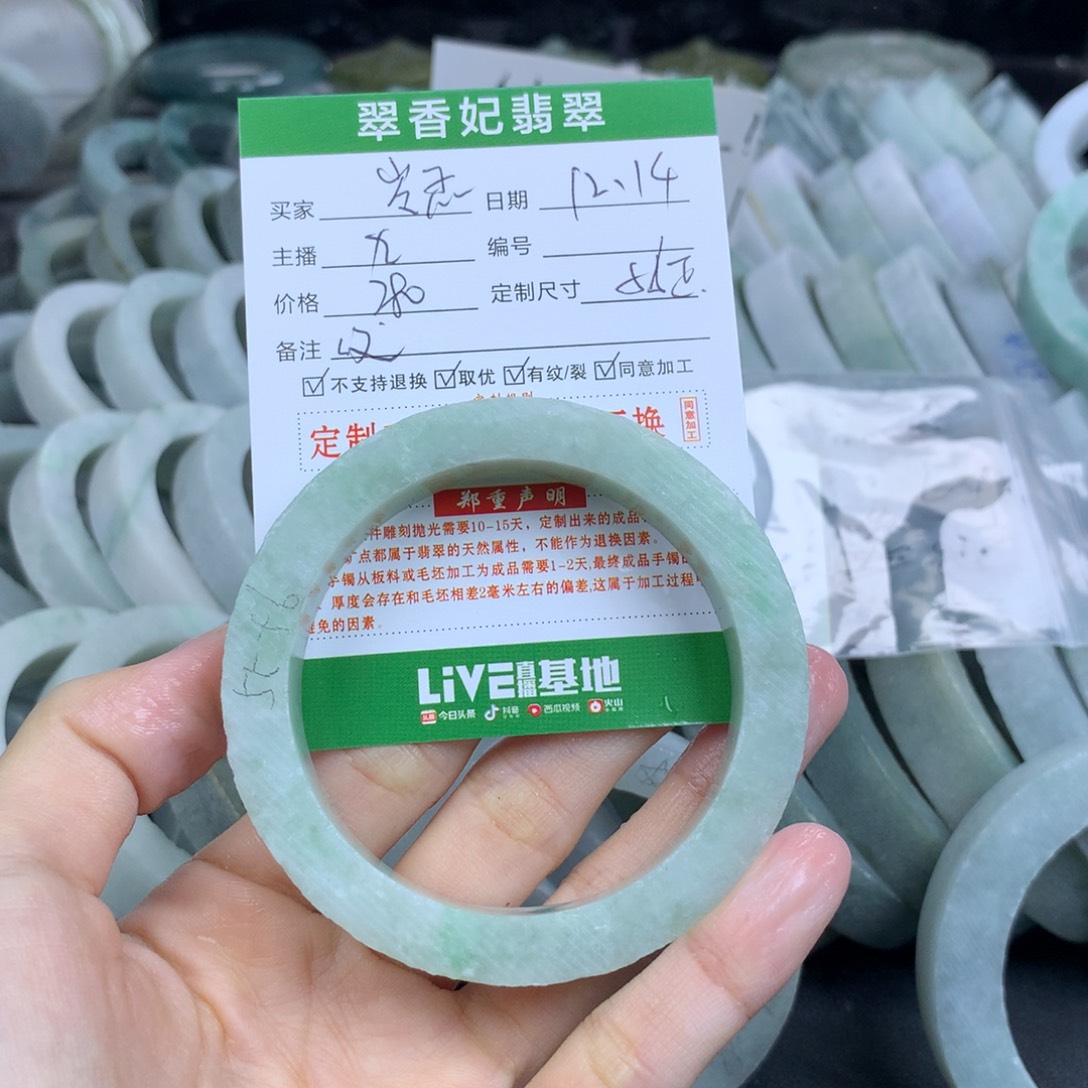 翠香妃翡翠
买家 日期 12.14
主播 九 编号
价格 280 定制尺寸
备注 纹
☑不支持退换 ☑取优 ☑有纹/裂 ☑同意加工
定制 换 同意加工
郑重声明
件雕刻抛光需要10-15天，定制出来的成品
点都属于翡翠的天然属性，不能作为退换因素。
手镯从板料或毛坯加工为成品需要1-2天,最终成品手镯
厚度会存在和毛坯相差2毫米左右的偏差,这属于加工过程
避免的因素。
LiVE直播基地
头条 今日头条 抖音 西瓜视频 火山